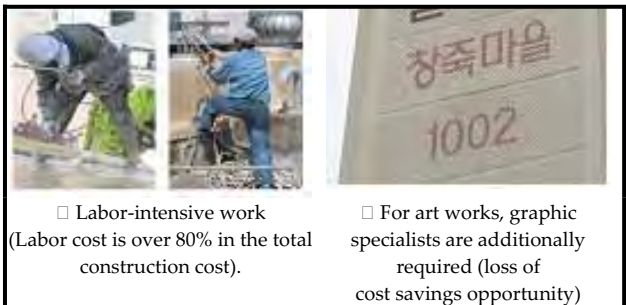 창죽마을
1002
□ Labor-intensive work
(Labor cost is over 80% in the total
construction cost).
□ For art works, graphic
specialists are additionally
required (loss of
cost savings opportunity)